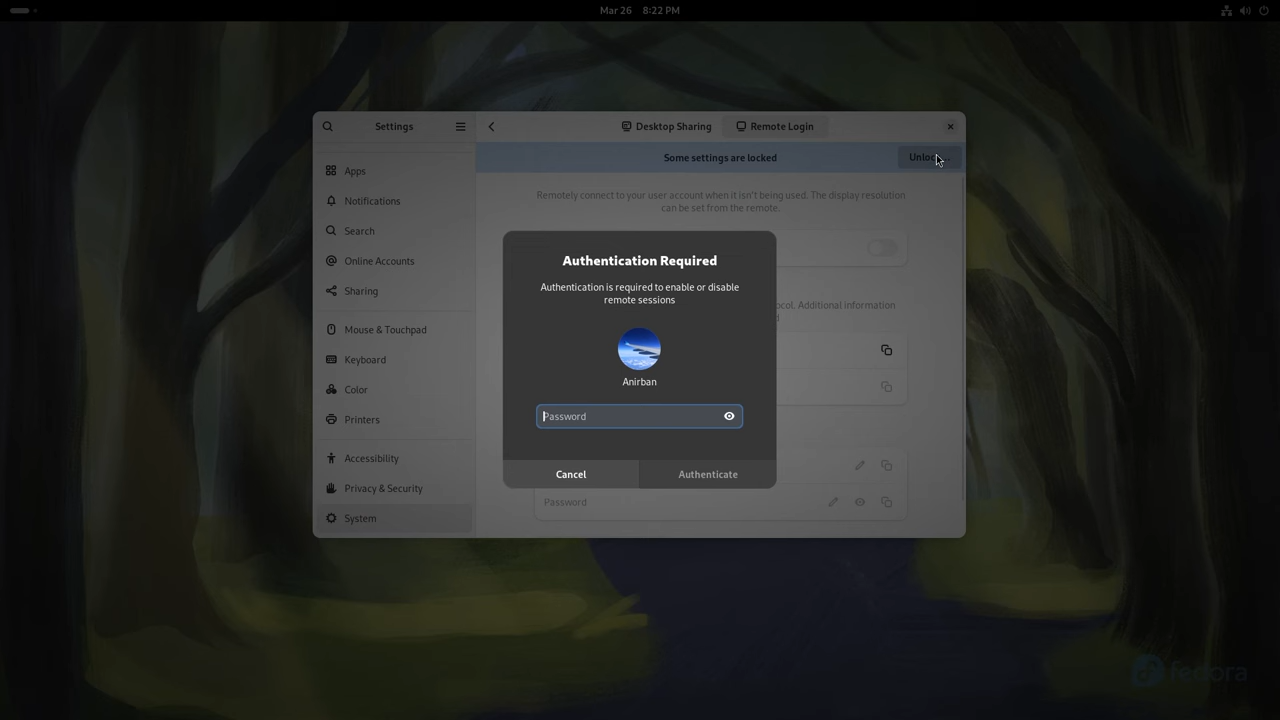 Mar 26 8:22 PM
Settings
Desktop Sharing
Remote Login
Some settings are locked
Apps
Notifications
Search
Online Accounts
Sharing
Mouse & Touchpad
Keyboard
Color
Printers
Accessibility
Privacy & Security
System
Remotely connect to your user account when it isn't being used. The display resolution
can be set from the remote.
Authentication Required
Authentication is required to enable or disable
remote sessions
Anirban
Password
Cancel
Authenticate
Additional information
Password
fedora